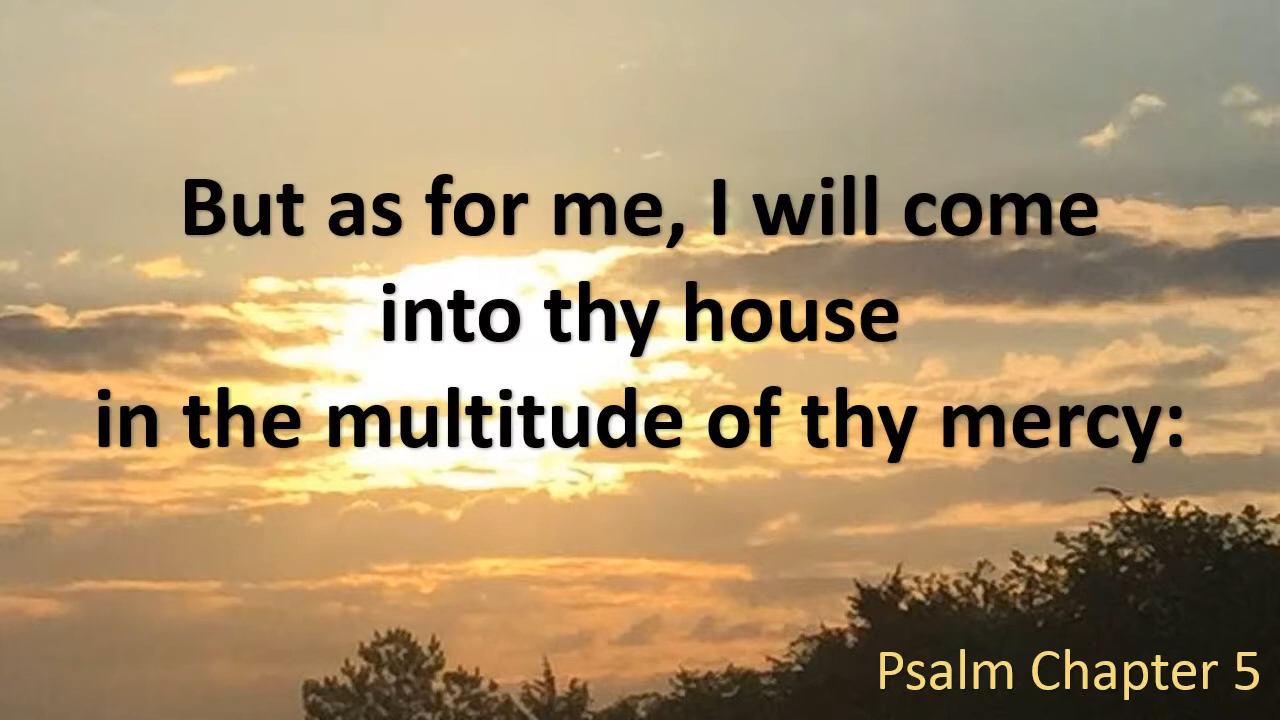 But as for me, I will come
into thy house
in the multitude of thy mercy:
Psalm Chapter 5